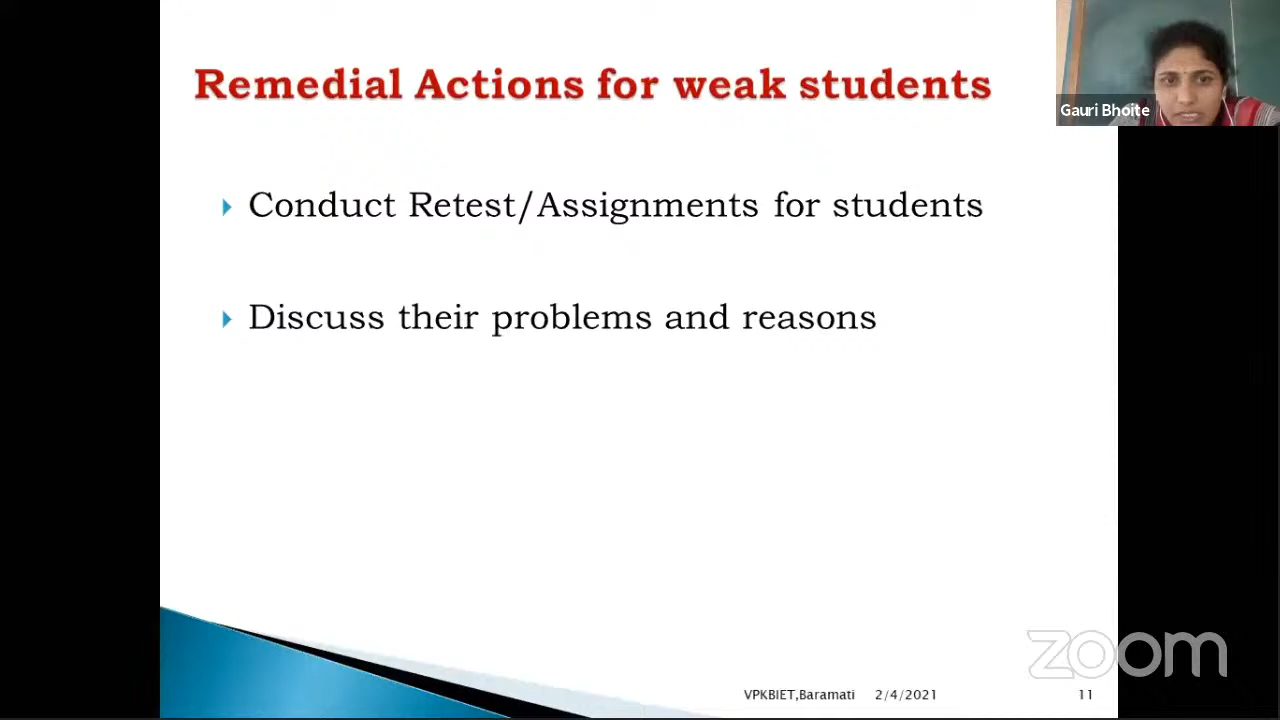 Remedial Actions for weak students
Gauri Bhoite
Conduct Retest/Assignments for students
Discuss their problems and reasons
zoom
VPKBIET,Baramati 2/4/2021 11